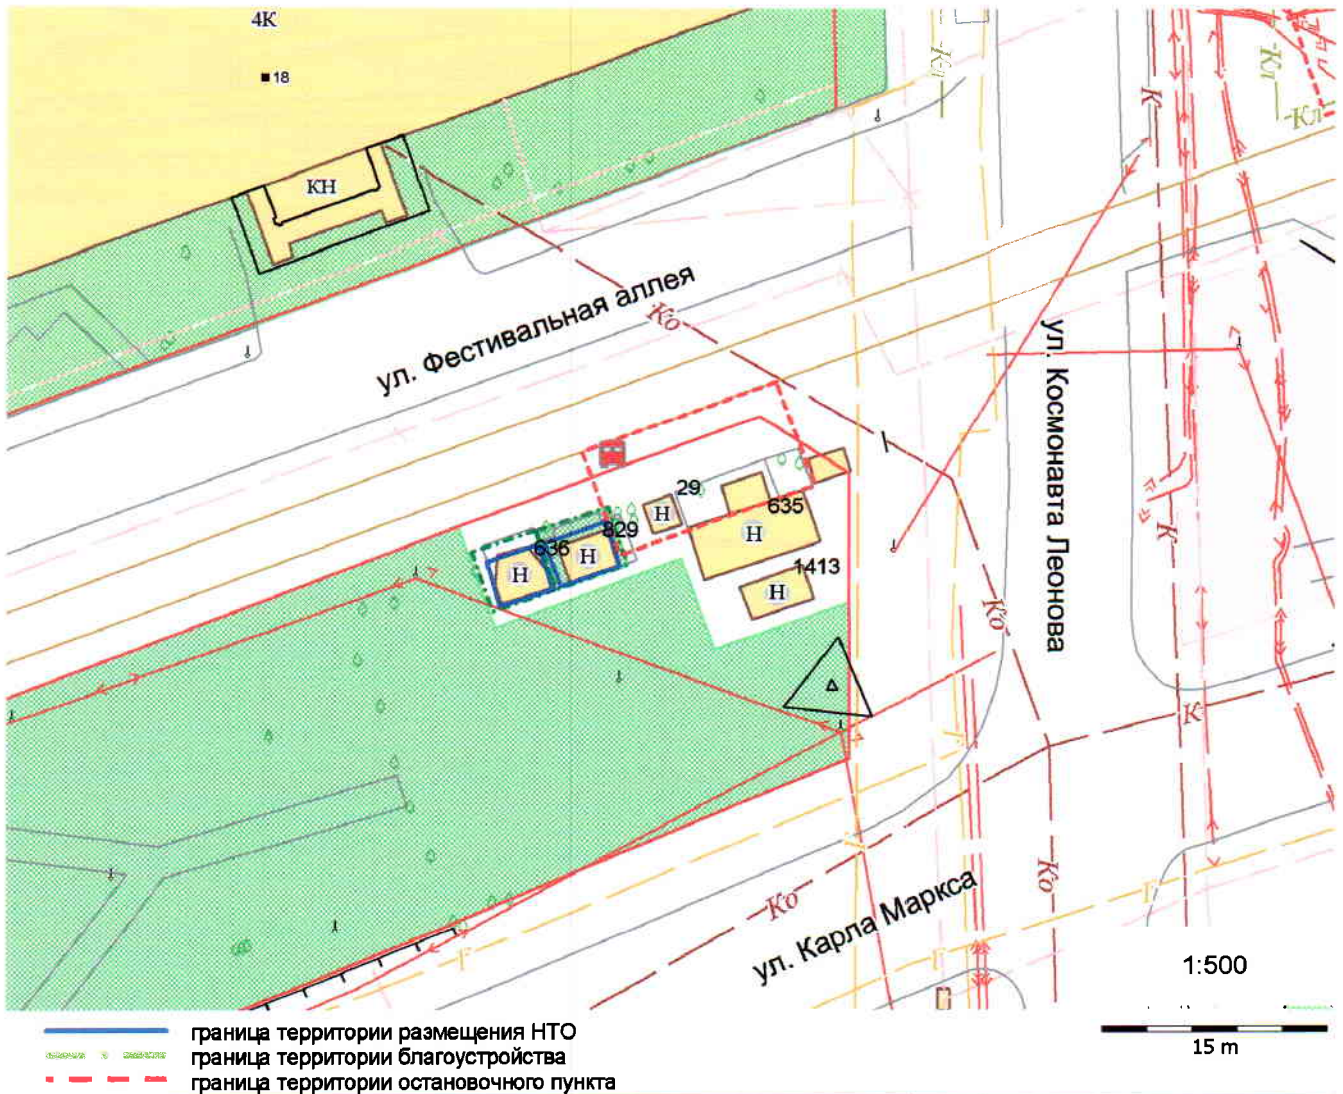 4К
18
Кл
Кл
К
Кл
КН
ул. Фестивальная аллея
Ко
ул. Космонавта Леонова
29
635
Н
829
Н
636
Н
Н
1413
Н
К
Ко
К
Ко
Ко
ул. Карла Маркса
Г
Г
Г
1:500
15 m
граница территории размещения НТО
граница территории благоустройства
граница территории остановочного пункта